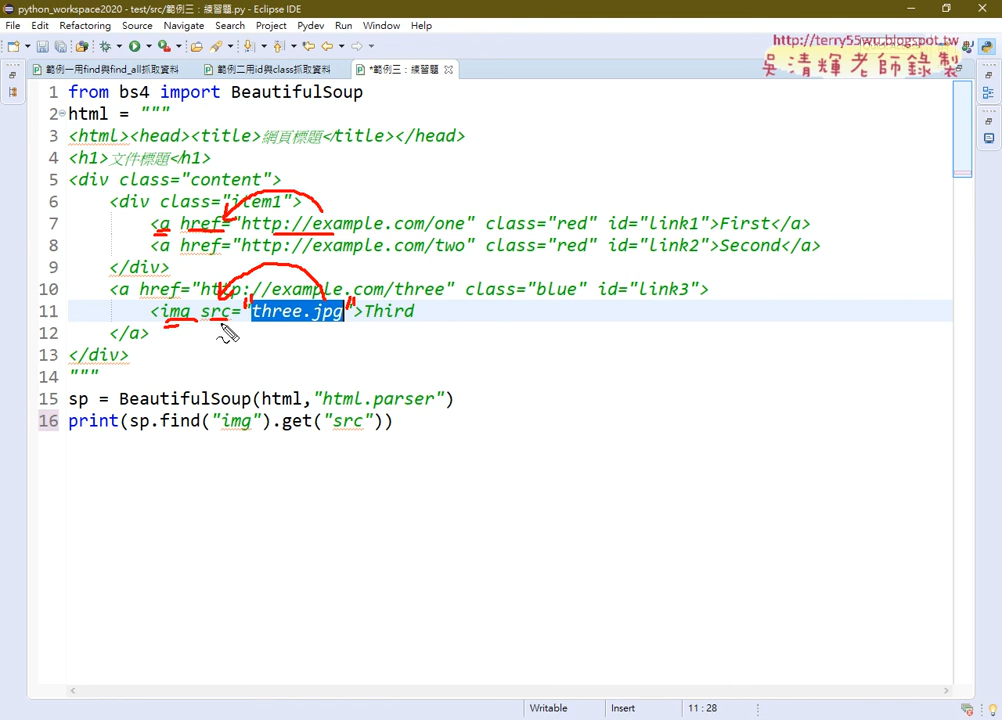 python_workspace2020 - test/src/範例三：練習題.py - Eclipse IDE
File Edit Refactoring Source Navigate Search Project Pydev Run Window Help
http://terry55wu.blogspot.tw
吳清輝老師錄製
範例一用find與find_all抓取資料 範例二用id與class抓取資料 *範例三：練習題
1 from bs4 import BeautifulSoup
2 html = """
3 <html><head><title>網頁標題</title></head>
4 <h1>文件標題</h1>
5 <div class="content">
6 <div class="item1">
7 <a href="http://example.com/one" class="red" id="link1">First</a>
8 <a href="http://example.com/two" class="red" id="link2">Second</a>
9 </div>
10 <a href="http://example.com/three" class="blue" id="link3">
11 <img src="three.jpg">Third
12 </a>
13 </div>
14 """
15 sp = BeautifulSoup(html,"html.parser")
16 print(sp.find("img").get("src"))
Writable Insert 11 : 28